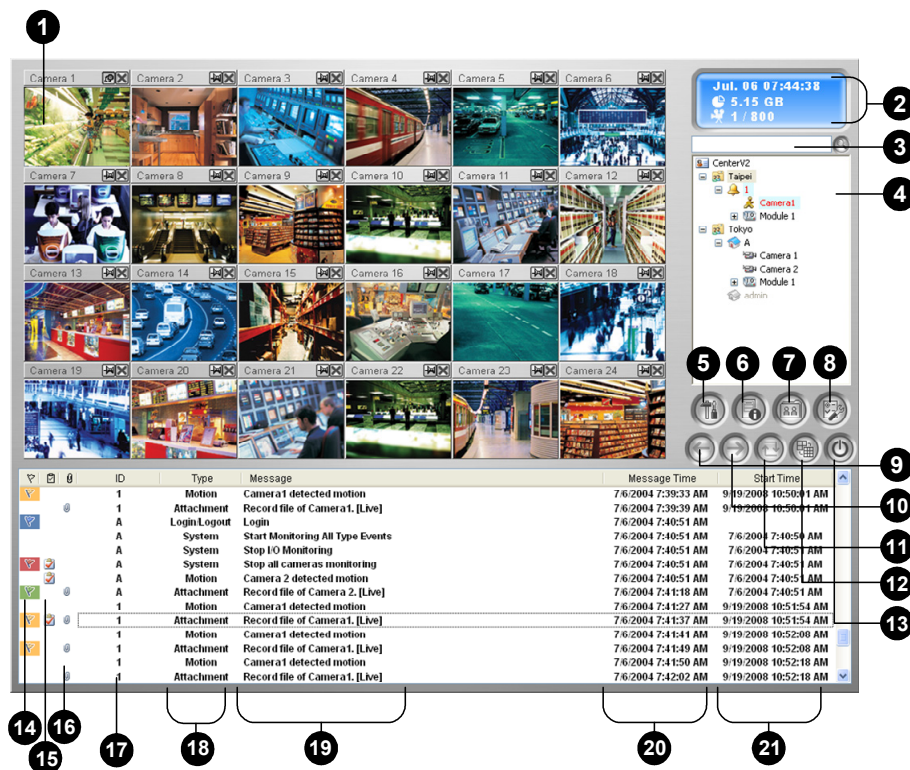 1
Camera 1 Camera 2 Camera 3 Camera 4 Camera 5 Camera 6
Jul. 06 07:44:38
5.15 GB
1 / 800
2
3
CenterV2
Taipei
1
Camera1
Module 1
Tokyo
A
Camera 1
Camera 2
Module 1
admin
4
Camera 7 Camera 8 Camera 9 Camera 10 Camera 11 Camera 12
Camera 13 Camera 14 Camera 15 Camera 16 Camera 17 Camera 18
Camera 19 Camera 20 Camera 21 Camera 22 Camera 23 Camera 24
5 6 7 8
9
10
11
12
13
ID Type Message Message Time Start Time
1 Motion Camera1 detected motion 7/6/2004 7:39:33 AM 9/19/2008 10:50:01 AM
1 Attachment Record file of Camera1. [Live] 7/6/2004 7:39:39 AM 9/19/2008 10:50:01 AM
A Login/Logout Login 7/6/2004 7:40:51 AM
A System Start Monitoring All Type Events 7/6/2004 7:40:51 AM 7/6/2004 7:40:50 AM
A System Stop I/O Monitoring 7/6/2004 7:40:51 AM 7/6/2004 7:40:51 AM
A System Stop all cameras monitoring 7/6/2004 7:40:51 AM 7/6/2004 7:40:51 AM
A Motion Camera 2 detected motion 7/6/2004 7:40:51 AM 7/6/2004 7:40:51 AM
A Attachment Record file of Camera 2. [Live] 7/6/2004 7:41:18 AM 7/6/2004 7:40:51 AM
1 Motion Camera1 detected motion 7/6/2004 7:41:27 AM 9/19/2008 10:51:54 AM
1 Attachment Record file of Camera1. [Live] 7/6/2004 7:41:37 AM 9/19/2008 10:51:54 AM
1 Motion Camera1 detected motion 7/6/2004 7:41:41 AM 9/19/2008 10:52:08 AM
1 Attachment Record file of Camera1. [Live] 7/6/2004 7:41:49 AM 9/19/2008 10:52:08 AM
1 Motion Camera1 detected motion 7/6/2004 7:41:50 AM 9/19/2008 10:52:18 AM
1 Attachment Record file of Camera1. [Live] 7/6/2004 7:42:02 AM 9/19/2008 10:52:18 AM
14 15 16 17 18 19 20 21